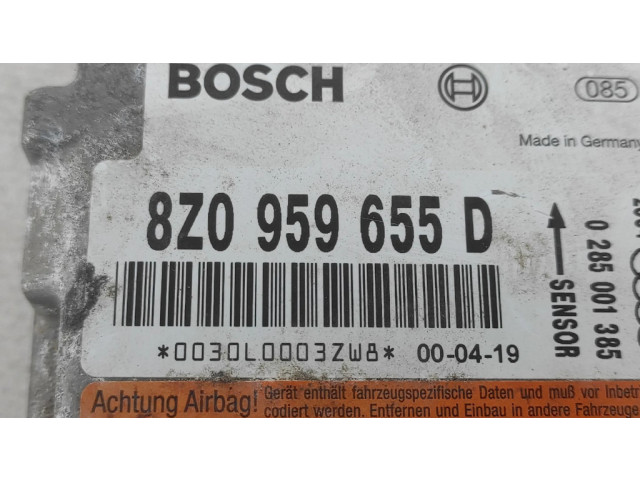 BOSCH
085
Made in Germany
8Z0 959 655 D
*0030L0003ZW8* 00-04-19
SENSOR
0 285 001 385
Achtung Airbag! Gerät enthält fahrzeugspezifische Daten und muß vor Inbetr
codiert werden. Entfernen und Einbau in andere Fahrzeuge